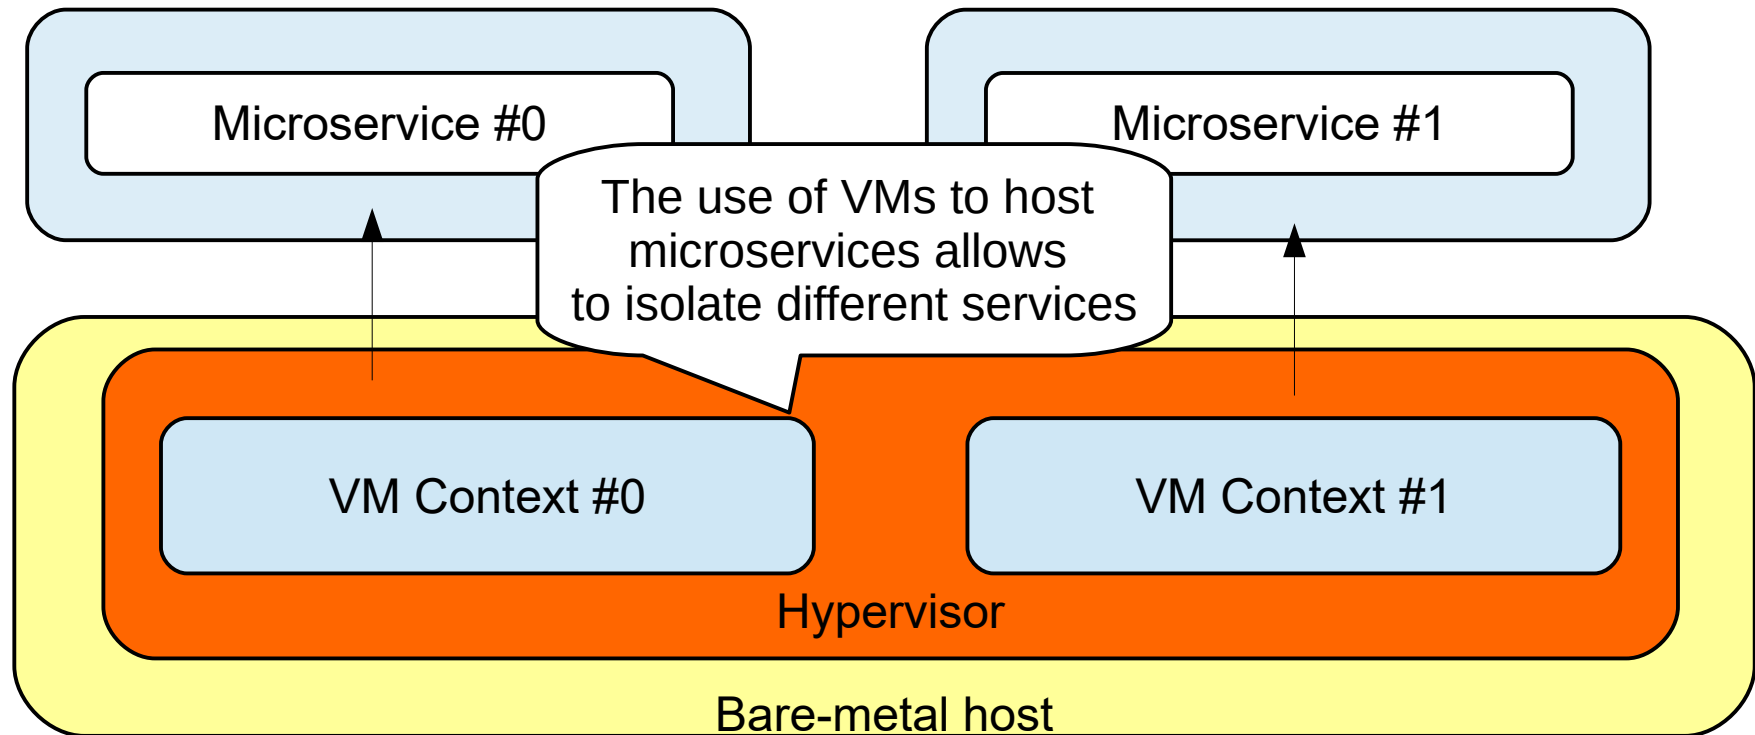 Microservice #0
Microservice #1
The use of VMs to host
microservices allows
to isolate different services
VM Context #0
VM Context #1
Hypervisor
Bare-metal host